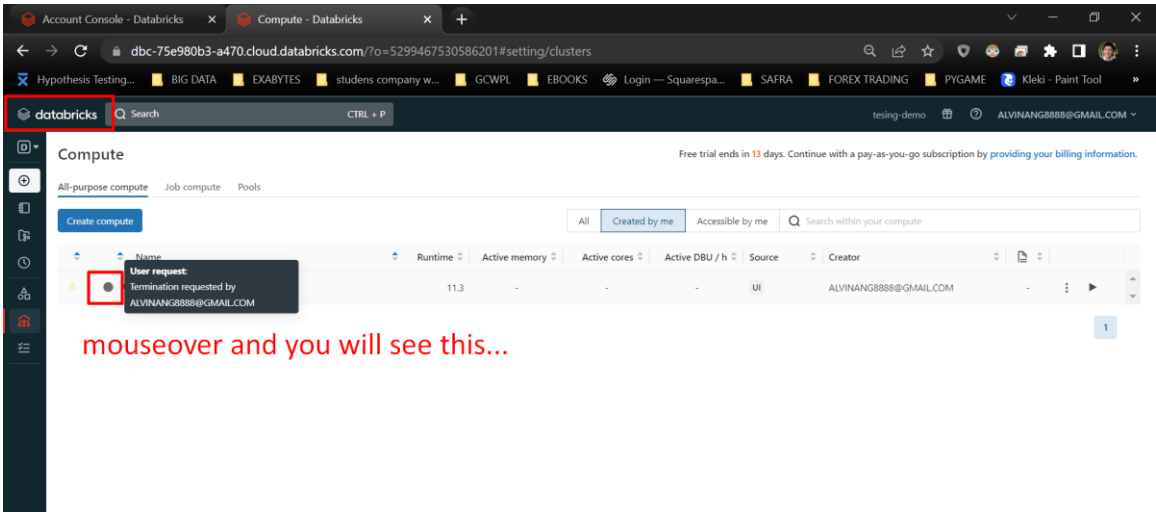 Account Console - Databricks
Compute - Databricks
dbc-75e980b3-a470.cloud.databricks.com/?o=5299467530586201#setting/clusters
Hypothesis Testing... BIG DATA EXABYTES studens company w... GCWPL EBOOKS Login — Squarespa... SAFRA FOREX TRADING PYGAME Kleki - Paint Tool »
databricks Search CTRL + P tesing-demo ALVINANG8888@GMAIL.COM
D
Compute Free trial ends in 13 days. Continue with a pay-as-you-go subscription by providing your billing information.
All-purpose compute Job compute Pools
Create compute All Created by me Accessible by me Search within your compute
Name Runtime Active memory Active cores Active DBU / h Source Creator
User request:
Termination requested by
ALVINANG8888@GMAIL.COM
11.3 - - - UI ALVINANG8888@GMAIL.COM -
1
mouseover and you will see this...